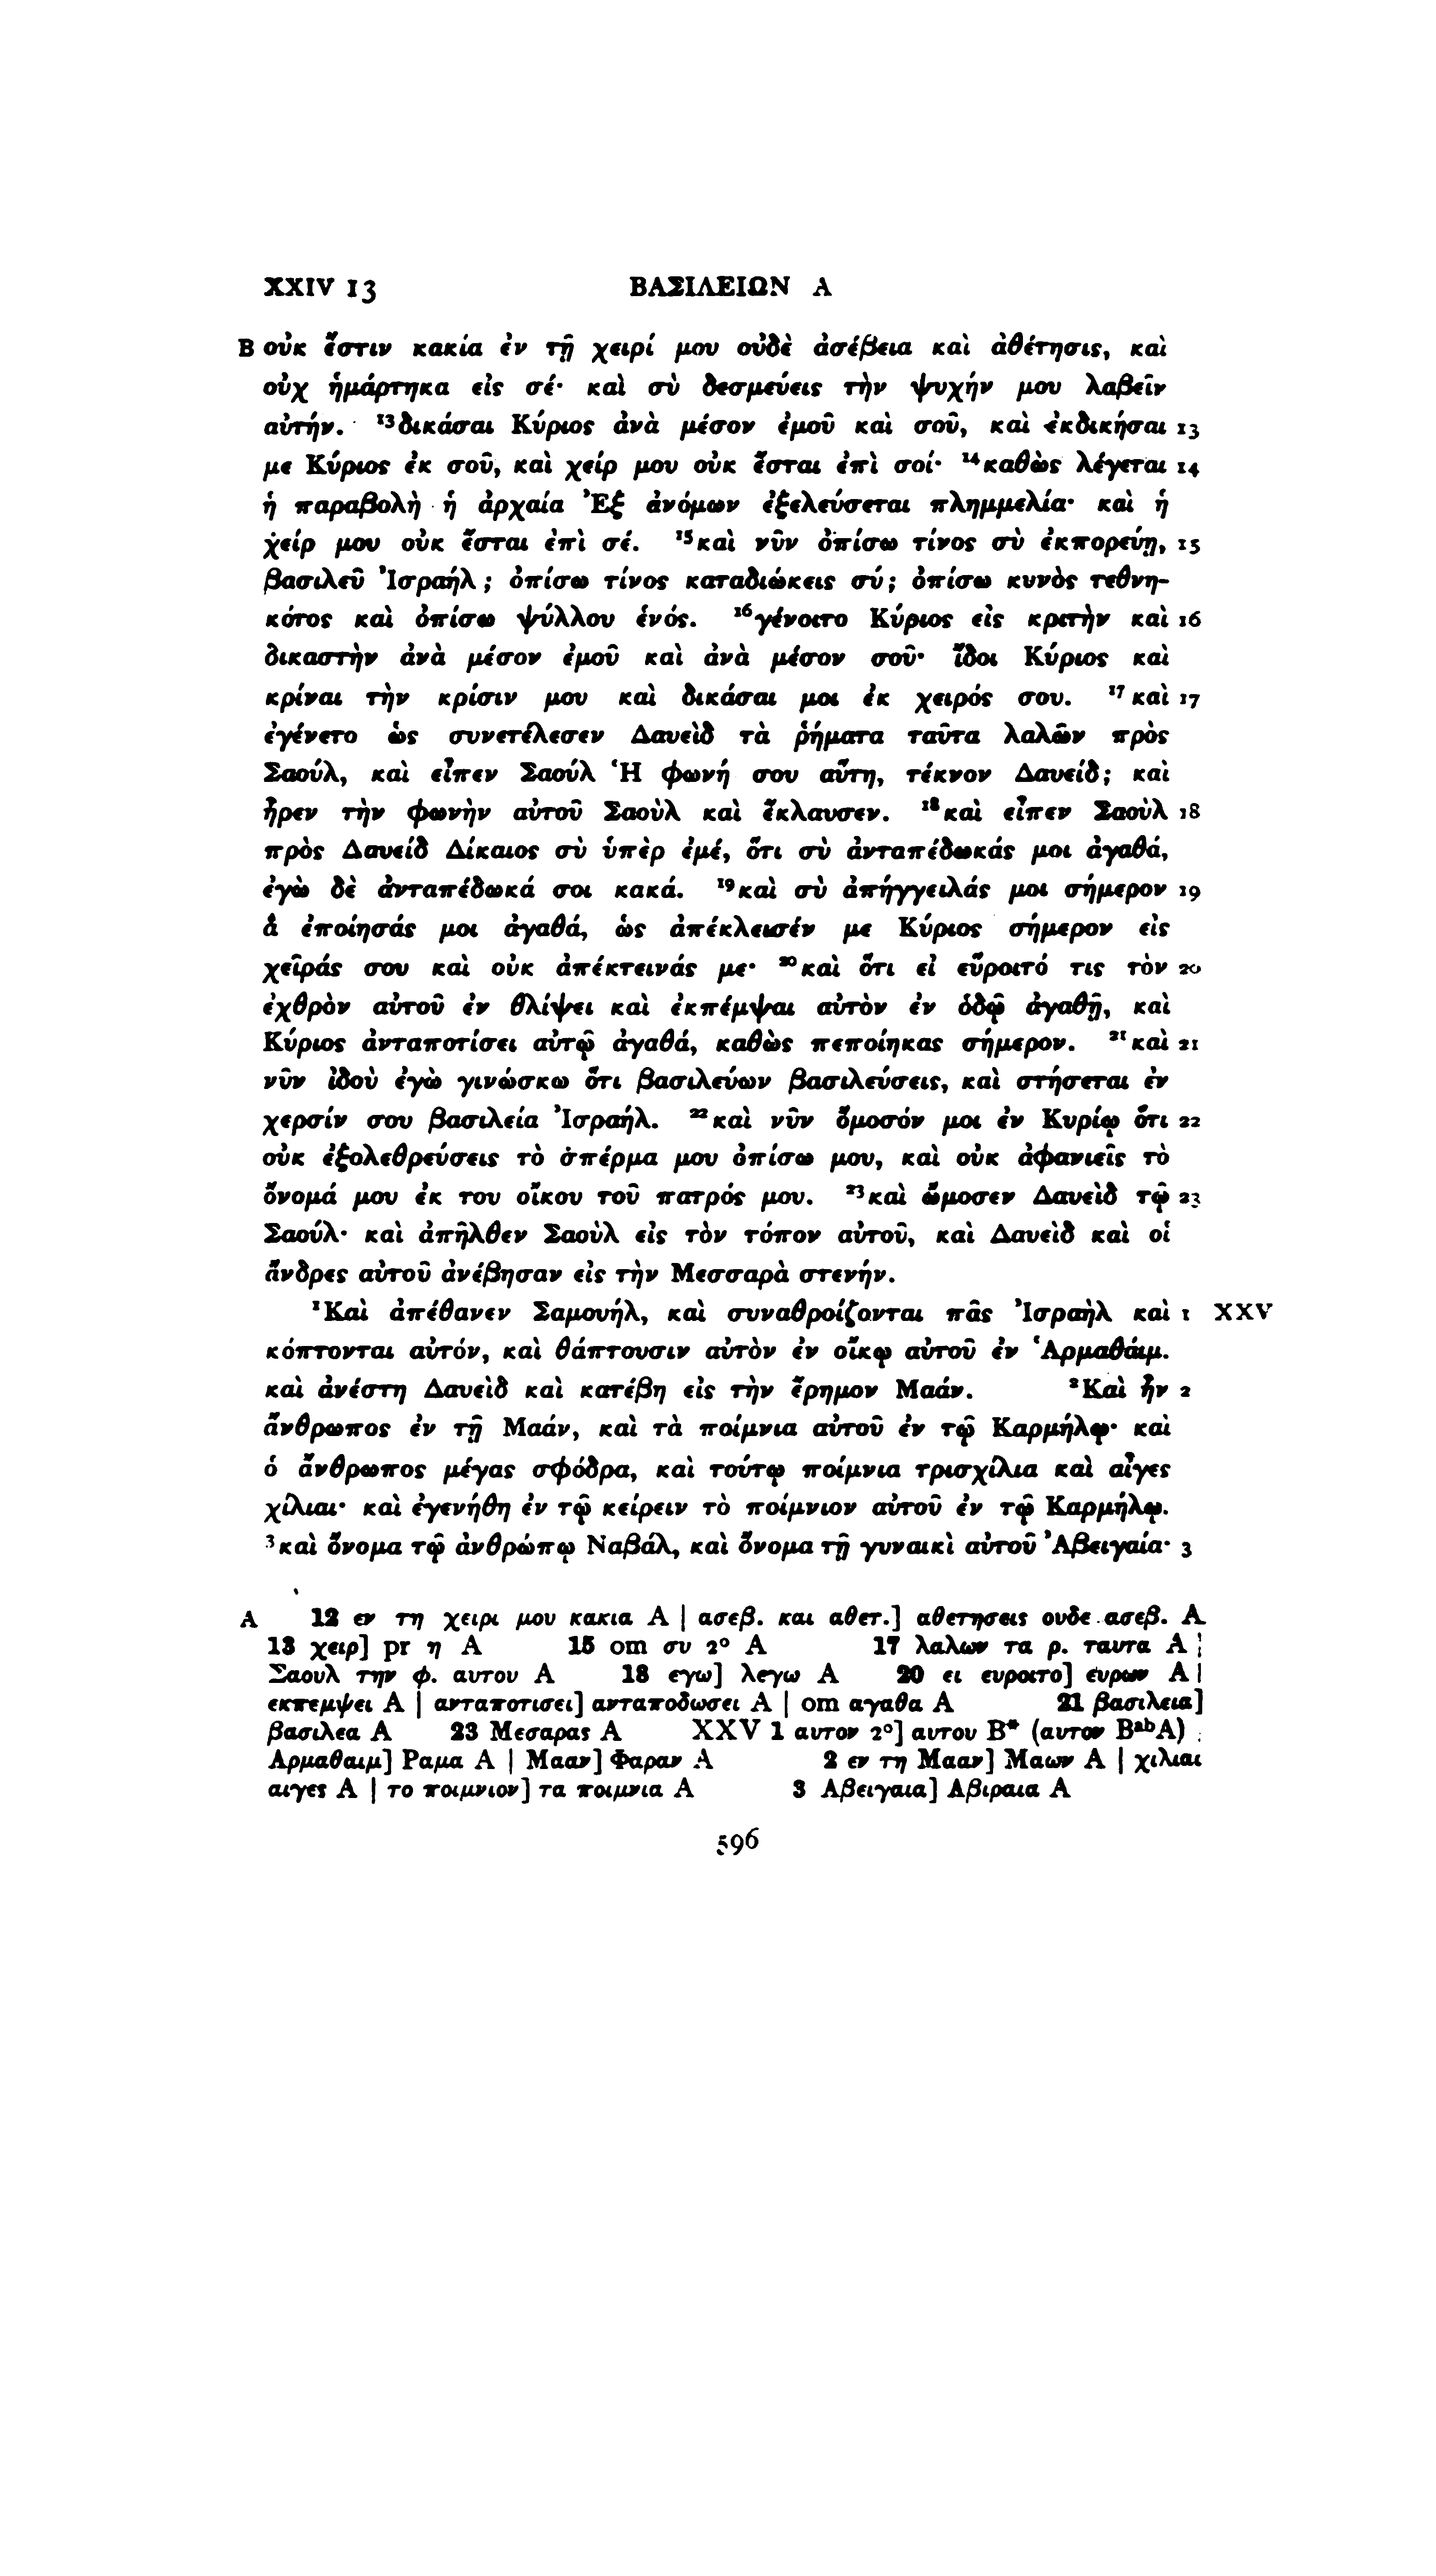 XXIV 13 ΒΑΣΙΛΕΙΩΝ Α
B οὐκ ἔστιν κακία ἐν τῇ χειρί μου οὐδὲ ἀσέβεια καὶ ἀθέτησις, καὶ
οὐχ ἡμάρτηκα εἰς σέ· καὶ σὺ δεσμεύεις τὴν ψυχήν μου λαβεῖν
αὐτήν. ¹³δικάσαι Κύριος ἀνὰ μέσον ἐμοῦ καὶ σοῦ, καὶ ἐκδικήσαι 13
με Κύριος ἐκ σοῦ, καὶ χείρ μου οὐκ ἔσται ἐπὶ σοί· ¹⁴καθὼς λέγεται 14
ἡ παραβολὴ ἡ ἀρχαία Ἐξ ἀνόμων ἐξελεύσεται πλημμελία· καὶ ἡ
χείρ μου οὐκ ἔσται ἐπὶ σέ. ¹⁵καὶ νῦν ὀπίσω τίνος σὺ ἐκπορεύῃ, 15
βασιλεῦ Ἰσραήλ; ὀπίσω τίνος καταδιώκεις σύ; ὀπίσω κυνὸς τεθνη-
κότος καὶ ὀπίσω ψύλλου ἑνός. ¹⁶γένοιτο Κύριος εἰς κριτὴν καὶ 16
δικαστὴν ἀνὰ μέσον ἐμοῦ καὶ ἀνὰ μέσον σοῦ· ἴδοι Κύριος καὶ
κρίναι τὴν κρίσιν μου καὶ δικάσαι μοι ἐκ χειρός σου. ¹⁷καὶ 17
ἐγένετο ὡς συνετέλεσεν Δαυεὶδ τὰ ῥήματα ταῦτα λαλῶν πρὸς
Σαούλ, καὶ εἶπεν Σαούλ Ἡ φωνή σου αὕτη, τέκνον Δαυείδ; καὶ
ἦρεν τὴν φωνὴν αὐτοῦ Σαοὺλ καὶ ἔκλαυσεν. ¹⁸καὶ εἶπεν Σαοὺλ 18
πρὸς Δαυείδ Δίκαιος σὺ ὑπὲρ ἐμέ, ὅτι σὺ ἀνταπέδωκάς μοι ἀγαθά,
ἐγὼ δὲ ἀνταπέδωκά σοι κακά. ¹⁹καὶ σὺ ἀπήγγειλάς μοι σήμερον 19
ἃ ἐποίησάς μοι ἀγαθά, ὡς ἀπέκλεισέν με Κύριος σήμερον εἰς
χεῖράς σου καὶ οὐκ ἀπέκτεινάς με· ²⁰καὶ ὅτι εἰ εὕροιτό τις τὸν 20
ἐχθρὸν αὐτοῦ ἐν θλίψει καὶ ἐκπέμψαι αὐτὸν ἐν ὁδῷ ἀγαθῇ, καὶ
Κύριος ἀνταποτίσει αὐτῷ ἀγαθά, καθὼς πεποίηκας σήμερον. ²¹καὶ 21
νῦν ἰδοὺ ἐγὼ γινώσκω ὅτι βασιλεύων βασιλεύσεις, καὶ στήσεται ἐν
χερσίν σου βασιλεία Ἰσραήλ. ²²καὶ νῦν ὄμοσόν μοι ἐν Κυρίῳ ὅτι 22
οὐκ ἐξολεθρεύσεις τὸ σπέρμα μου ὀπίσω μου, καὶ οὐκ ἀφανιεῖς τὸ
ὄνομά μου ἐκ του οἴκου τοῦ πατρός μου. ²³καὶ ὤμοσεν Δαυεὶδ τῷ 23
Σαούλ· καὶ ἀπῆλθεν Σαοὺλ εἰς τὸν τόπον αὐτοῦ, καὶ Δαυεὶδ καὶ οἱ
ἄνδρες αὐτοῦ ἀνέβησαν εἰς τὴν Μεσσαρὰ στενήν.
¹Καὶ ἀπέθανεν Σαμουήλ, καὶ συναθροίζονται πᾶς Ἰσραὴλ καὶ 1 XXV
κόπτονται αὐτόν, καὶ θάπτουσιν αὐτὸν ἐν οἴκῳ αὐτοῦ ἐν Ἁρμαθάιμ.
καὶ ἀνέστη Δαυεὶδ καὶ κατέβη εἰς τὴν ἔρημον Μαάν. ²Καὶ ἦν 2
ἄνθρωπος ἐν τῇ Μαάν, καὶ τὰ ποίμνια αὐτοῦ ἐν τῷ Καρμήλῳ· καὶ
ὁ ἄνθρωπος μέγας σφόδρα, καὶ τούτῳ ποίμνια τρισχίλια καὶ αἶγες
χίλιαι· καὶ ἐγενήθη ἐν τῷ κείρειν τὸ ποίμνιον αὐτοῦ ἐν τῷ Καρμήλῳ.
³καὶ ὄνομα τῷ ἀνθρώπῳ Ναβάλ, καὶ ὄνομα τῇ γυναικὶ αὐτοῦ Ἀβειγαία· 3
A 12 εν τη χειρι μου κακια A | ασεβ. και αθετ.] αθετησεις ουδε ασεβ. A
13 χειρ] pr η A 15 om συ 2° A 17 λαλων τα ρ. ταυτα A |
Σαουλ την φ. αυτου A 18 εγω] λεγω A 20 ει ευροιτο] ευρων A |
εκπεμψει A | ανταποτισει] ανταποδωσει A | om αγαθα A 21 βασιλεια]
βασιλεα A 23 Μεσαρας A XXV 1 αυτον 2°] αυτου B* (αυτον BᵃᵇA) |
Αρμαθαιμ] Ραμα A | Μααν] Φαραν A 2 εν τη Μααν] Μαων A | χιλιαι
αιγες A | το ποιμνιον] τα ποιμνια A 3 Αβειγαια] Αβιραια A
596